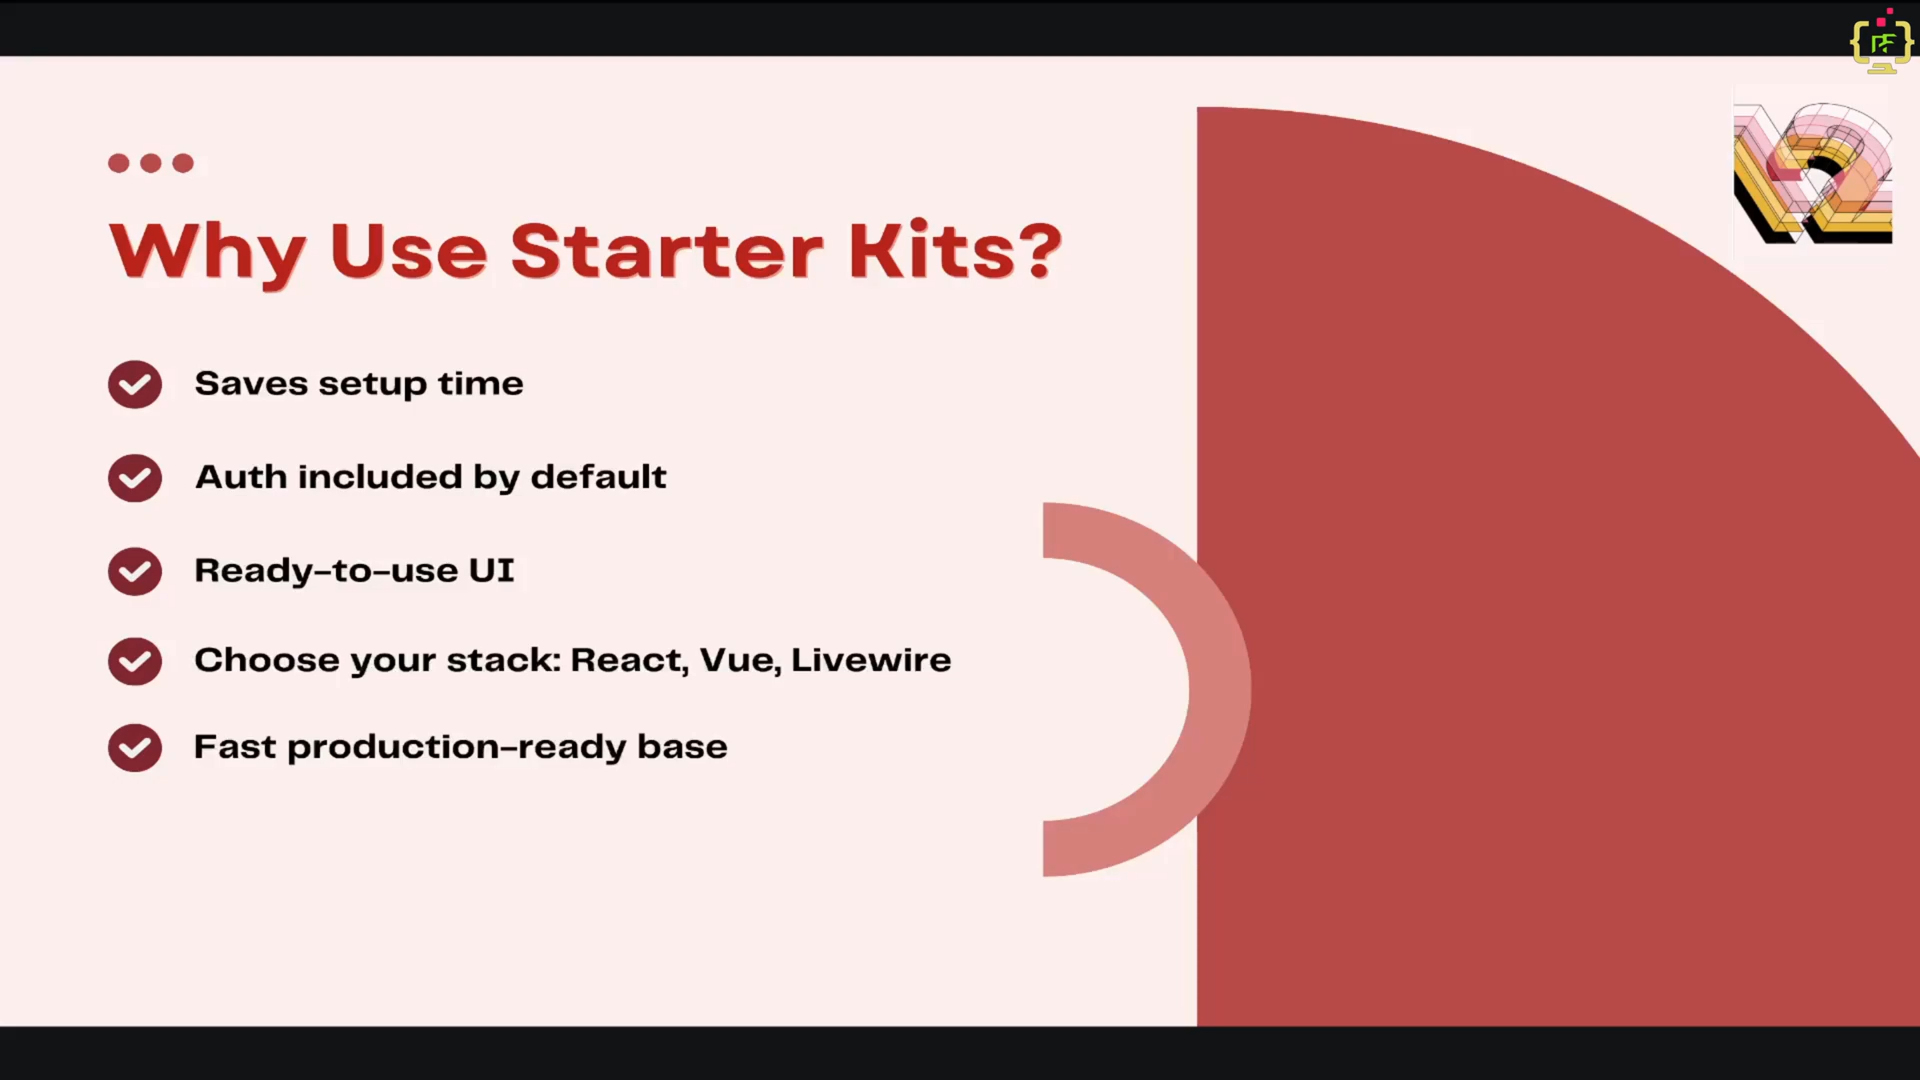 Why Use Starter Kits?
Saves setup time
Auth included by default
Ready-to-use UI
Choose your stack: React, Vue, Livewire
Fast production-ready base